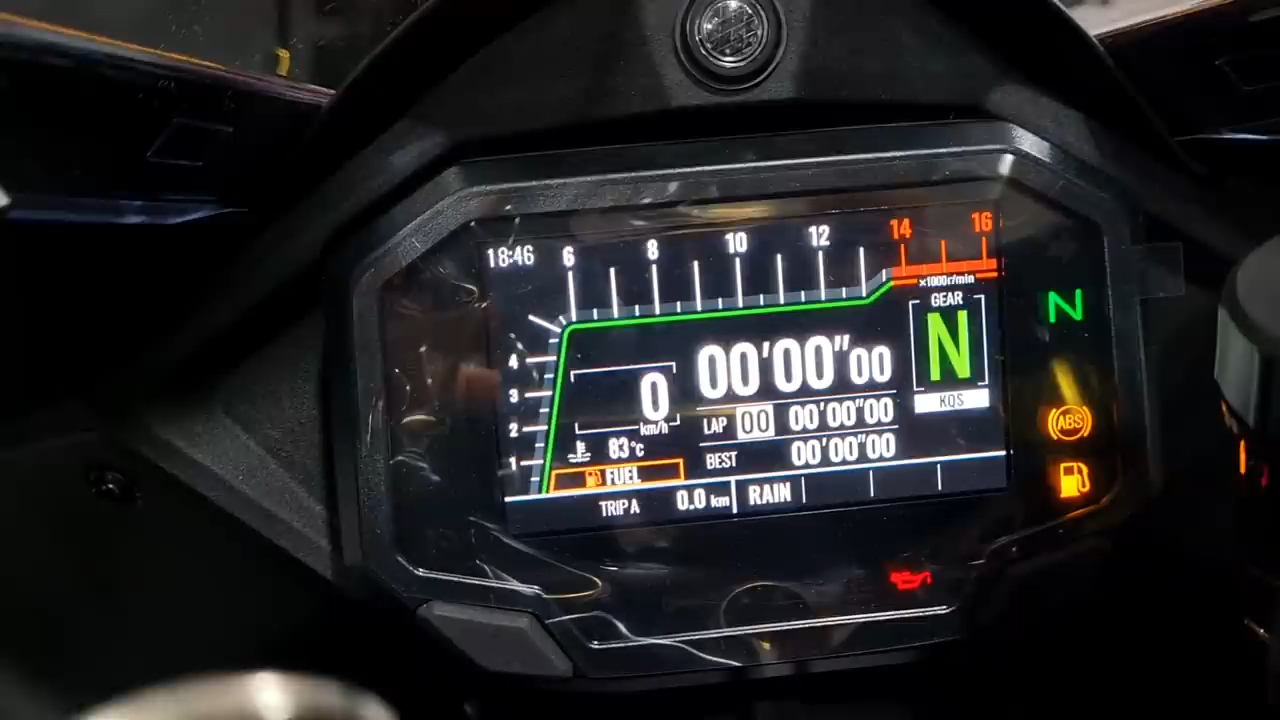 18:46
6 8 10 12 14 16
×1000r/min
GEAR
N
KQS
4
3
2
1
0
km/h
00'00"00
LAP 00 00'00"00
BEST 00'00"00
83°C
FUEL
TRIP A 0.0 km RAIN
N
ABS